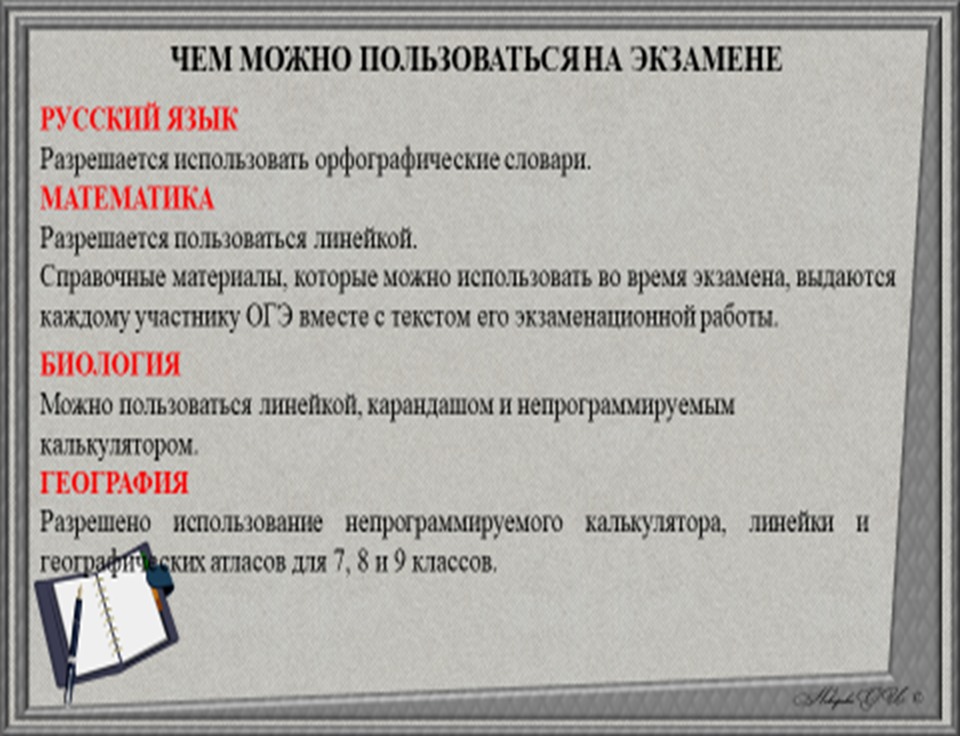 ЧЕМ МОЖНО ПОЛЬЗОВАТЬСЯ НА ЭКЗАМЕНЕ
РУССКИЙ ЯЗЫК
Разрешается использовать орфографические словари.
МАТЕМАТИКА
Разрешается пользоваться линейкой.
Справочные материалы, которые можно использовать во время экзамена, выдаются
каждому участнику ОГЭ вместе с текстом его экзаменационной работы.
БИОЛОГИЯ
Можно пользоваться линейкой, карандашом и непрограммируемым
калькулятором.
ГЕОГРАФИЯ
Разрешено использование непрограммируемого калькулятора, линейки и
географических атласов для 7, 8 и 9 классов.